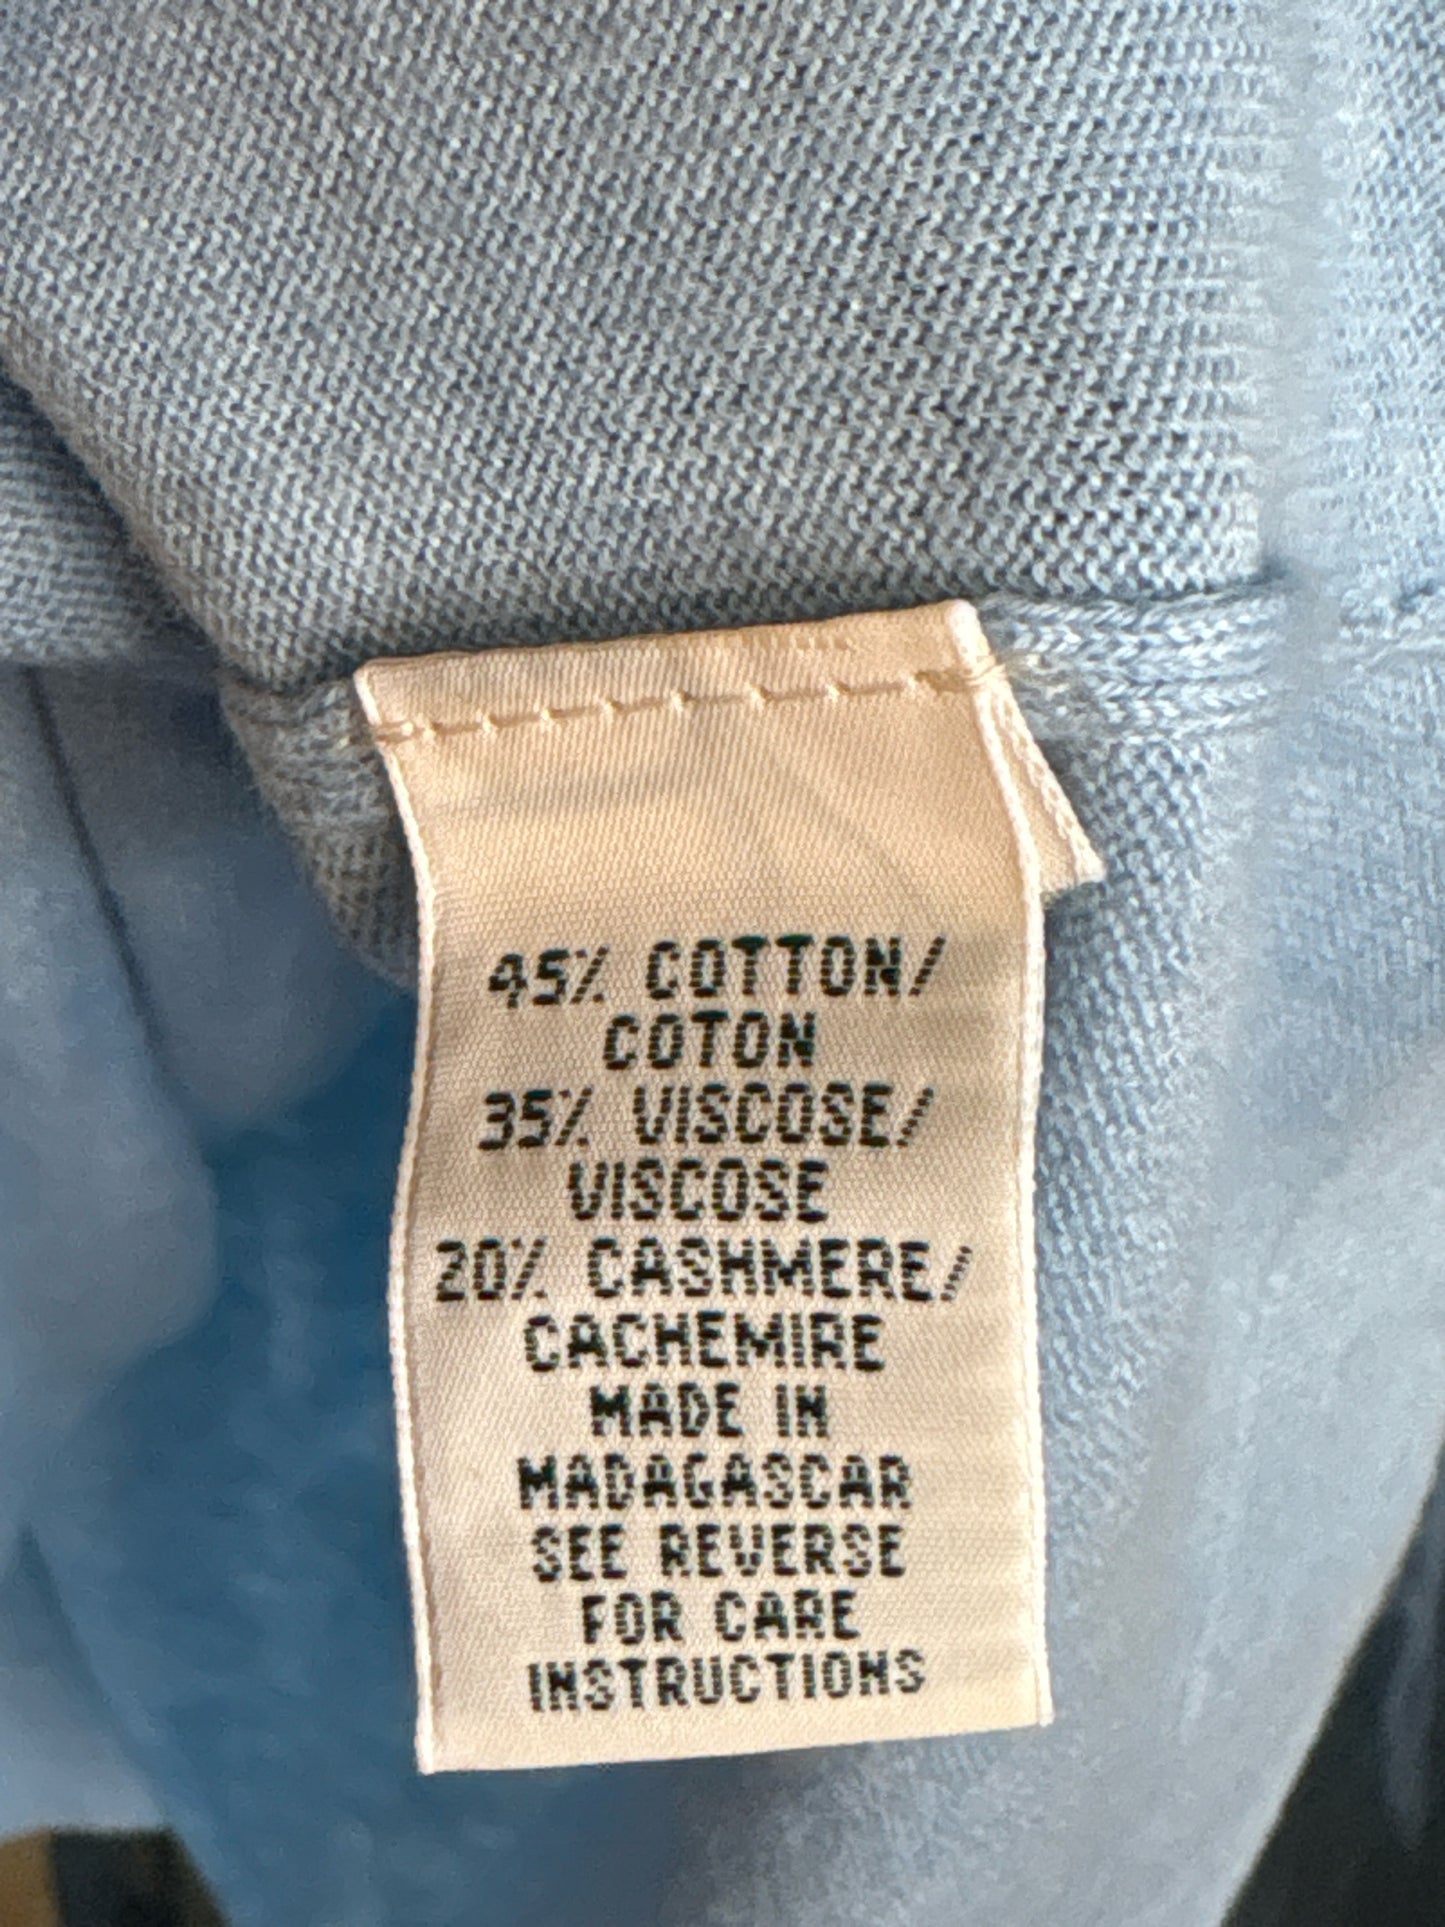 45% COTTON/
COTON
35% VISCOSE/
VISCOSE
20% CASHMERE/
CACHEMIRE
MADE IN
MADAGASCAR
SEE REVERSE
FOR CARE
INSTRUCTIONS